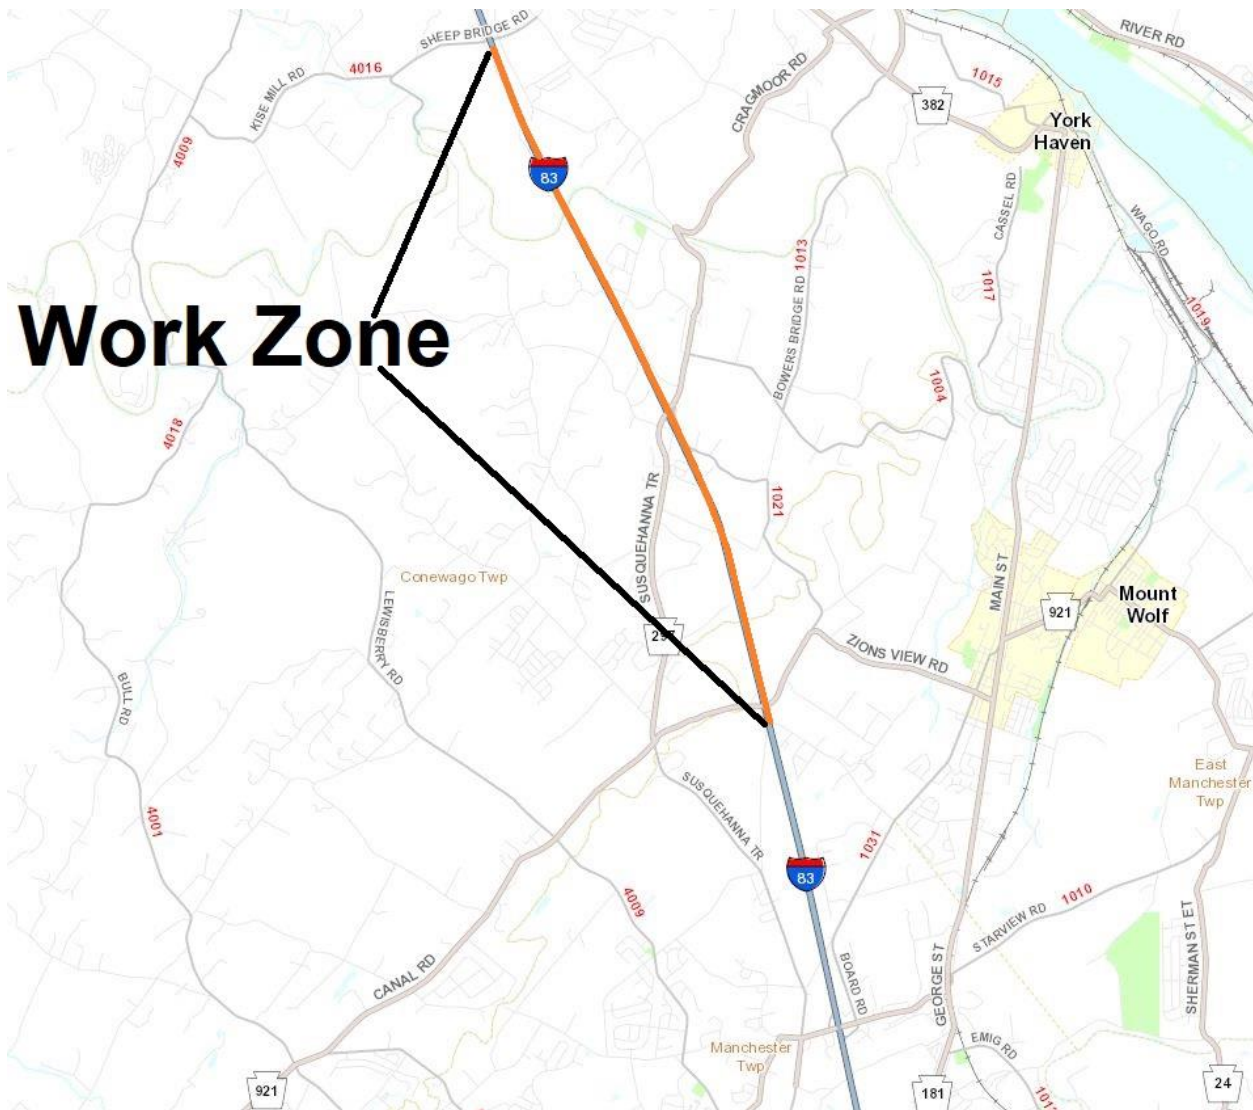 SHEEP BRIDGE RD
RIVER RD
4016
KISE MILL RD
CRAGMOOR RD
1015
382
York
Haven
4009
83
CASSEL RD
WAGO RD
BOWERS BRIDGE RD 1013
1017
1019
Work Zone
1004
4018
SUSQUEHANNA TR
1021
Conewago Twp
MAIN ST
Mount
Wolf
921
LEWISBERRY RD
297
ZIONS VIEW RD
BULL RD
East
Manchester
Twp
SUSQUEHANNA TR
4001
1031
83
4009
1010
STARVIEW RD
SHERMAN ST ET
CANAL RD
BOARD RD
GEORGE ST
EMIG RD
Manchester
Twp
921
181
24